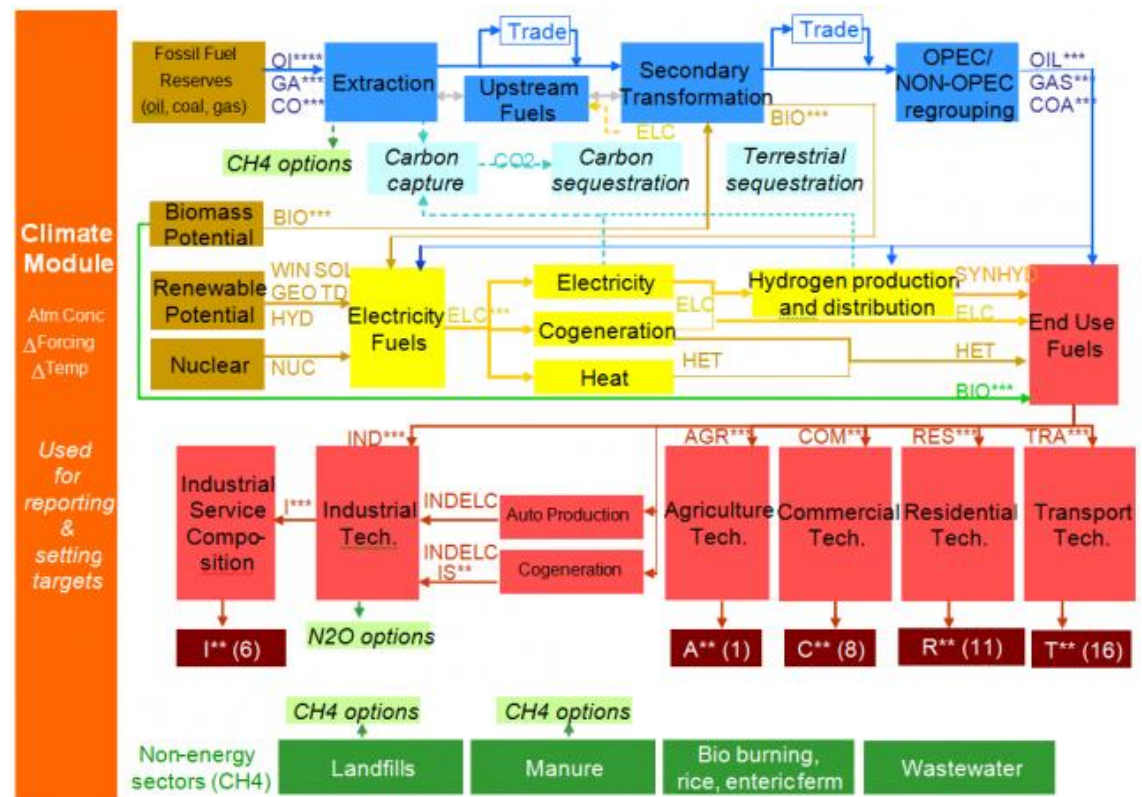 Climate
Module
Atm.Conc
ΔForcing
ΔTemp
Used
for
reporting
&
setting
targets
Fossil Fuel
Reserves
(oil, coal, gas)
OI****
GA***
CO***
Extraction
Trade
Upstream
Fuels
Secondary
Transformation
Trade
OPEC/
NON-OPEC
regrouping
OIL***
GAS***
COA***
ELC
BIO***
CH4 options
Carbon
capture
CO2
Carbon
sequestration
Terrestrial
sequestration
Biomass
Potential
BIO***
Renewable
Potential
WIN SOL
GEO TD
HYD
Nuclear
NUC
Electricity
Fuels
ELC***
Electricity
Cogeneration
Heat
ELC
HET
Hydrogen production
and distribution
SYNHYD
ELC
HET
BIO***
End Use
Fuels
IND***
AGR***
COM**
RES***
TRA***
Industrial
Service
Compo-
sition
I***
Industrial
Tech.
INDELC
INDELC
IS**
Auto Production
Cogeneration
Agriculture
Tech.
Commercial
Tech.
Residential
Tech.
Transport
Tech.
N2O options
I** (6)
A** (1)
C** (8)
R** (11)
T** (16)
CH4 options
CH4 options
Non-energy
sectors (CH4)
Landfills
Manure
Bio burning,
rice, enteric ferm
Wastewater